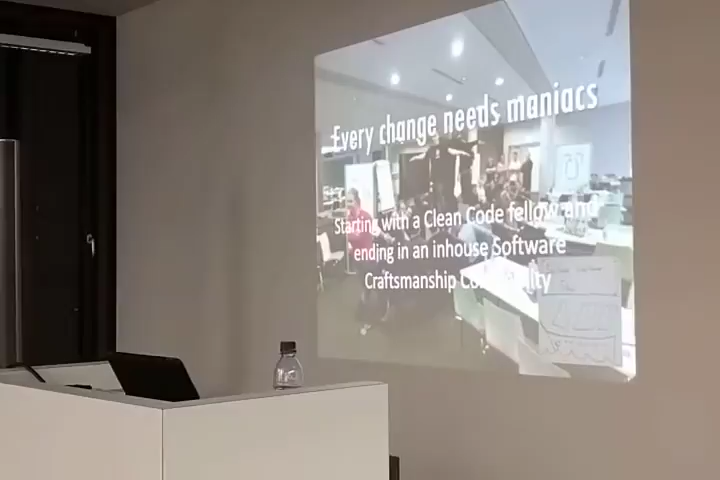 Every change needs maniacs
Starting with a Clean Code fellow and
ending in an inhouse Software
Craftsmanship Community